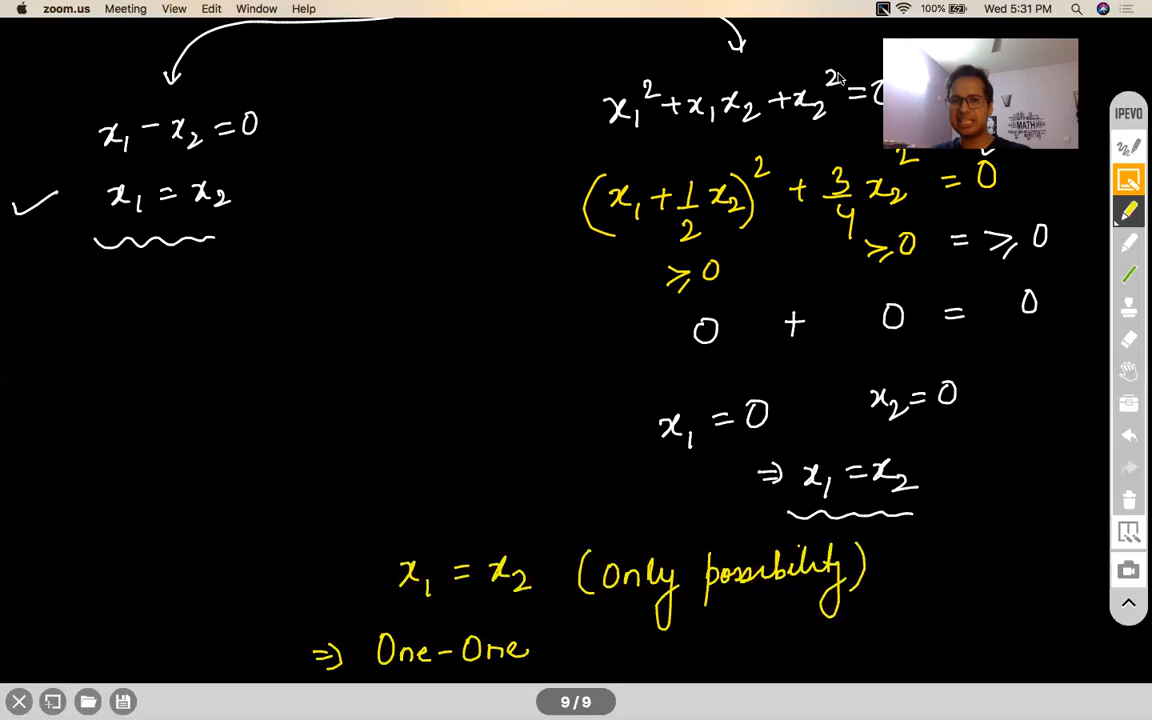 zoom.us Meeting View Edit Window Help 100% Wed 5:31 PM
x₁ - x₂ = 0
x₁ = x₂
x₁² + x₁x₂ + x₂² = 0
(x₁ + 1/2 x₂)² + 3/4 x₂² = 0
⩾0 = ⩾ 0
⩾0
0 + 0 = 0
x₁ = 0 x₂ = 0
⇒ x₁ = x₂
x₁ = x₂ (Only possibility)
⇒ One-One
IPEVO
MATH
9 / 9